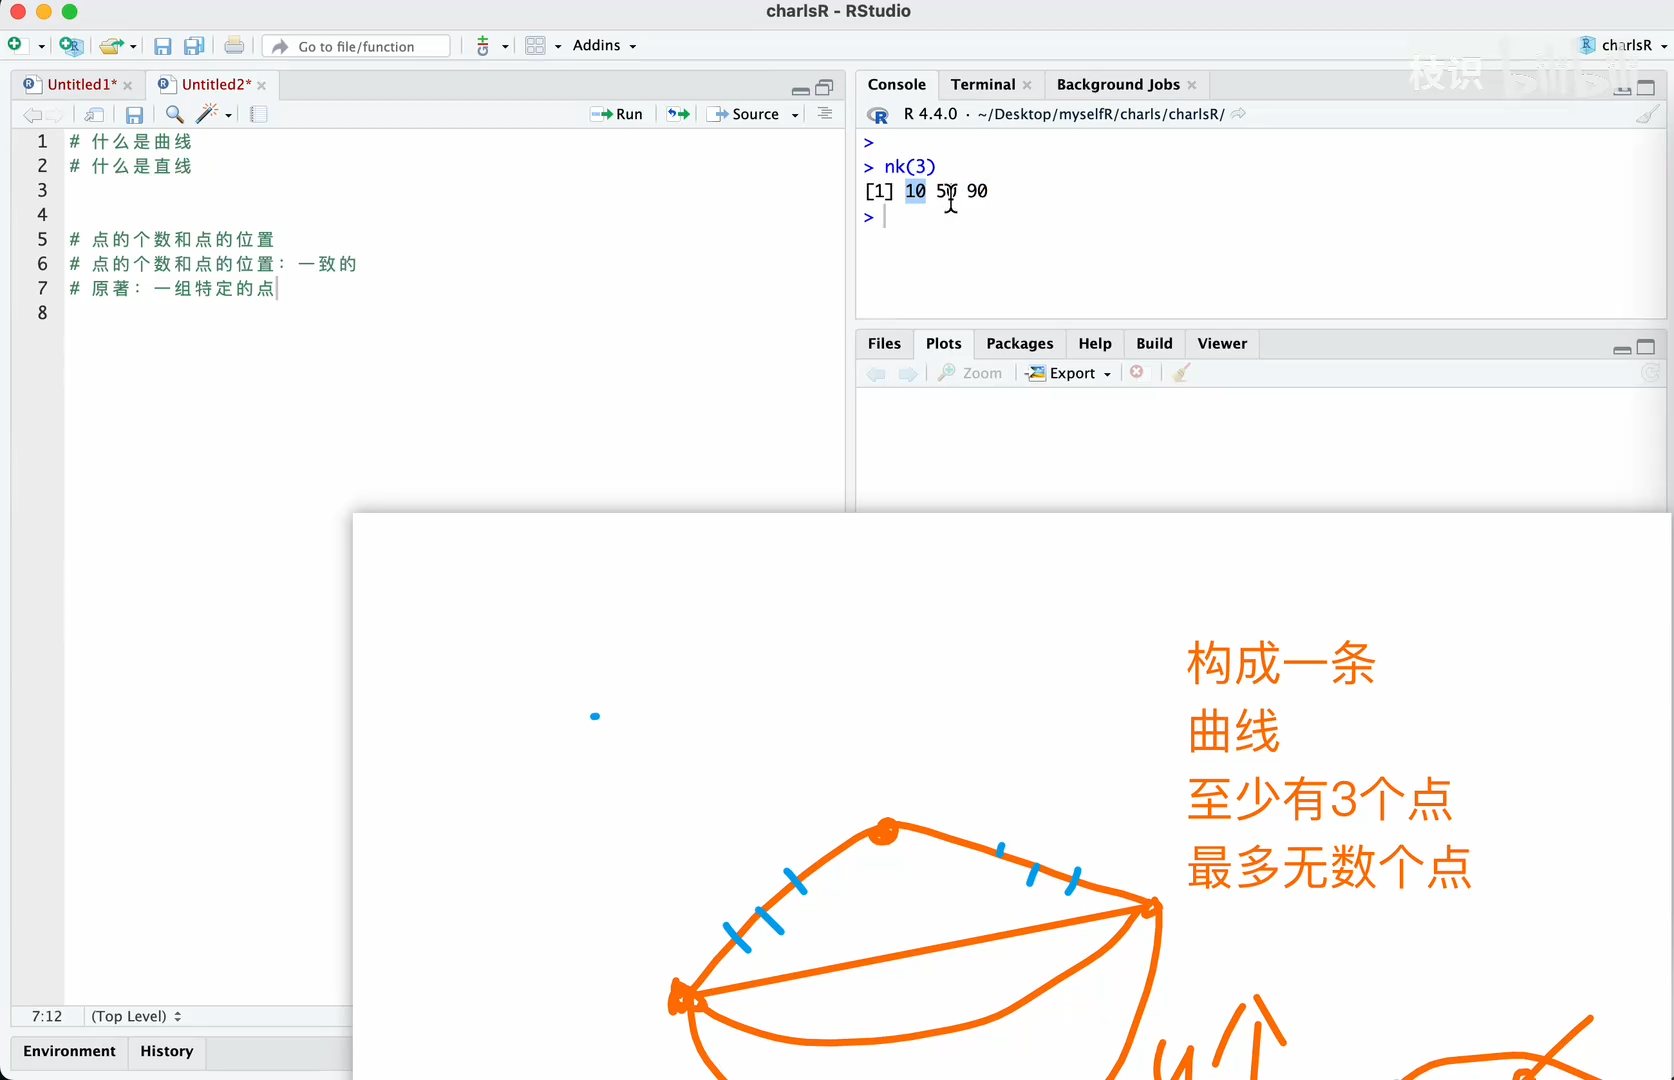 charlsR - RStudio
Go to file/function
Addins
charlsR
枝识 bilibili
Untitled1*
Untitled2*
Run
Source
1 # 什么是曲线
2 # 什么是直线
3
4
5 # 点的个数和点的位置
6 # 点的个数和点的位置：一致的
7 # 原著：一组特定的点
8
7:12 (Top Level)
Environment History
Console Terminal Background Jobs
R 4.4.0 · ~/Desktop/myselfR/charls/charlsR/
>
> nk(3)
[1] 10 50 90
>
Files Plots Packages Help Build Viewer
Zoom Export
构成一条
曲线
至少有3个点
最多无数个点